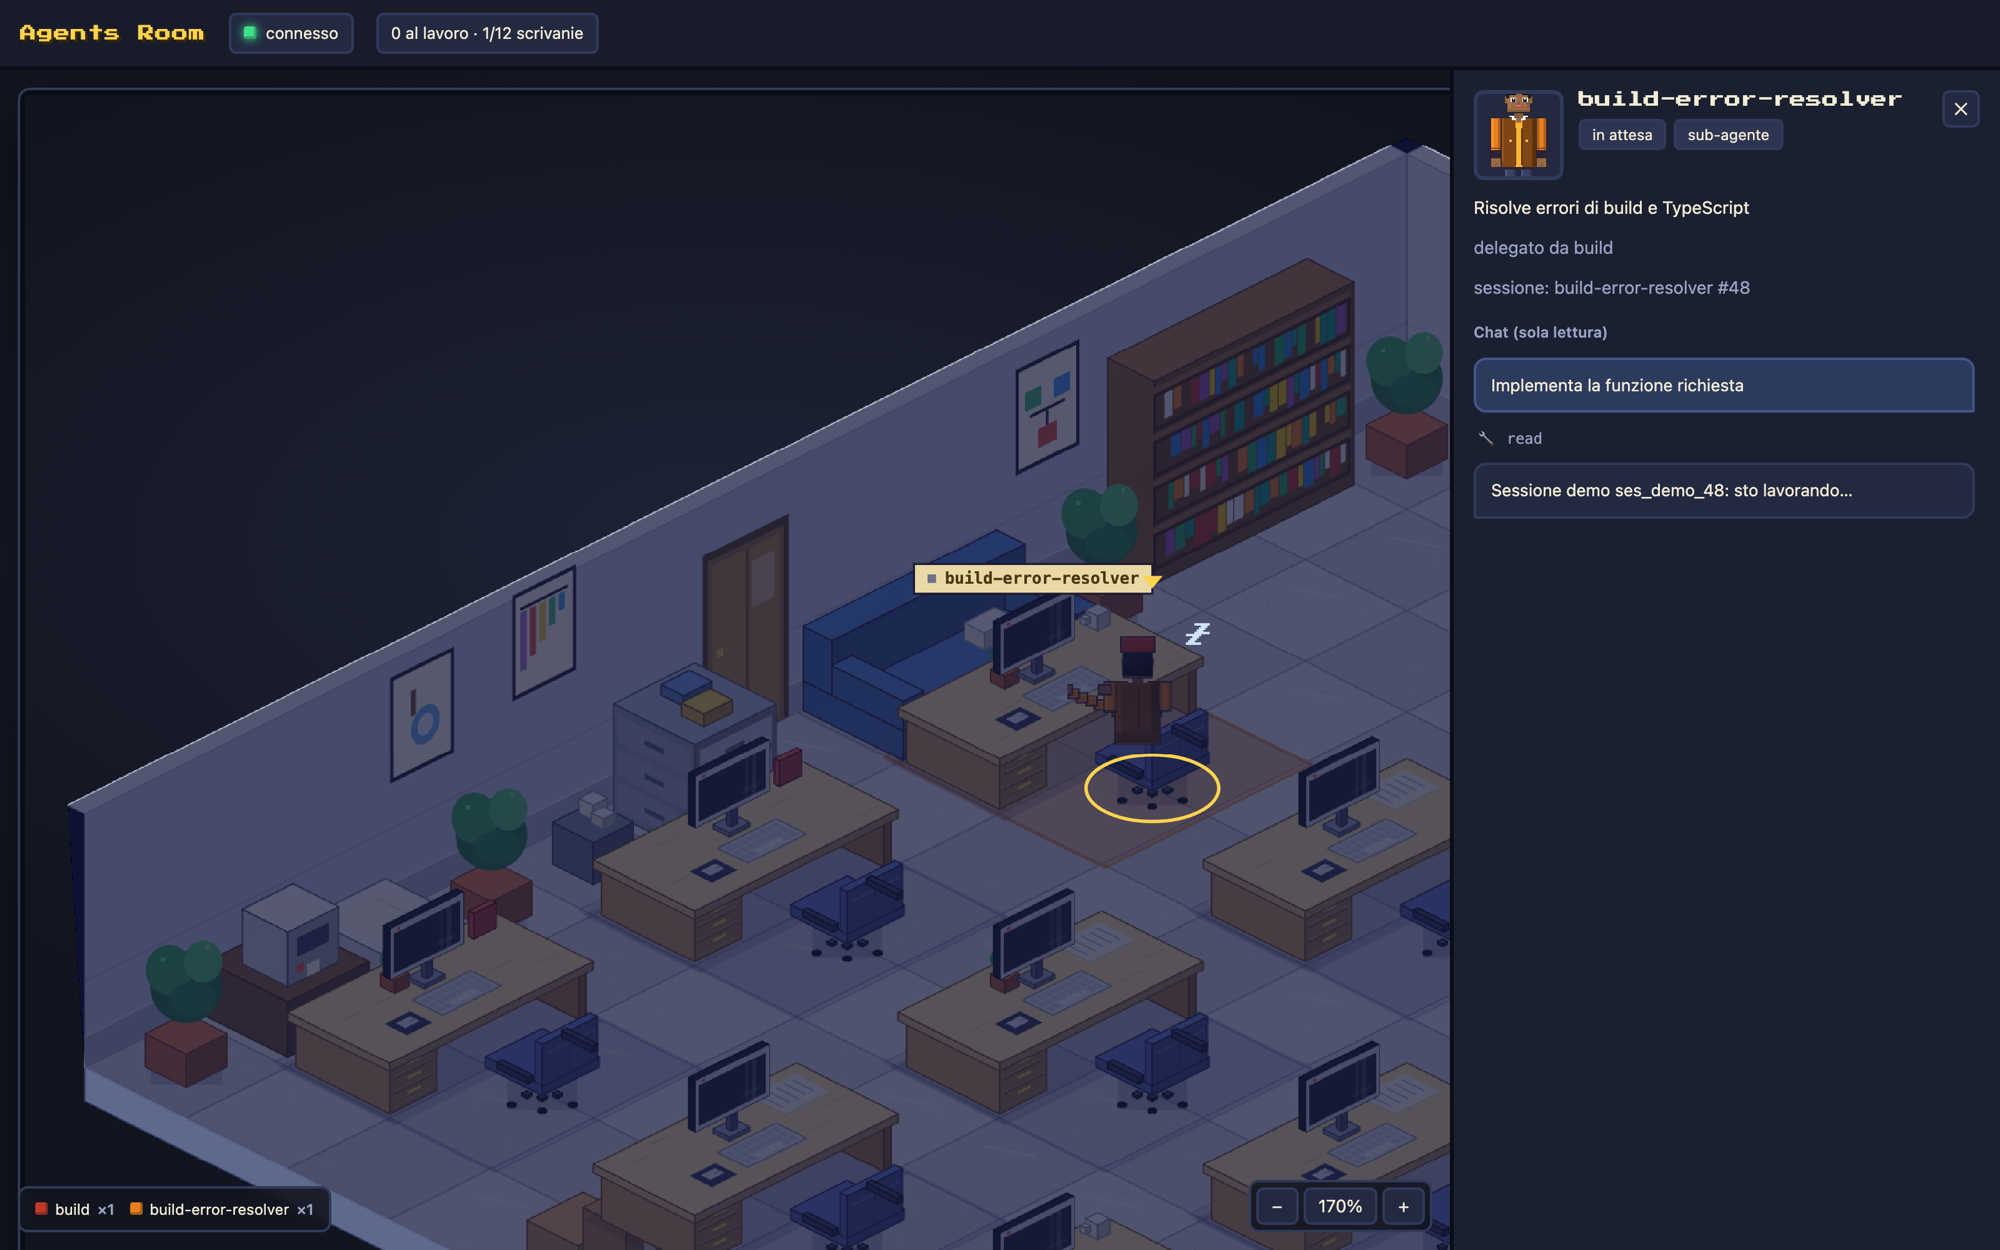 Agents Room
connesso
0 al lavoro · 1/12 scrivanie
build-error-resolver
in attesa
sub-agente
×
Risolve errori di build e TypeScript
delegato da build
sessione: build-error-resolver #48
Chat (sola lettura)
Implementa la funzione richiesta
read
Sessione demo ses_demo_48: sto lavorando...
build-error-resolver
Z
build ×1
build-error-resolver ×1
− 170% +